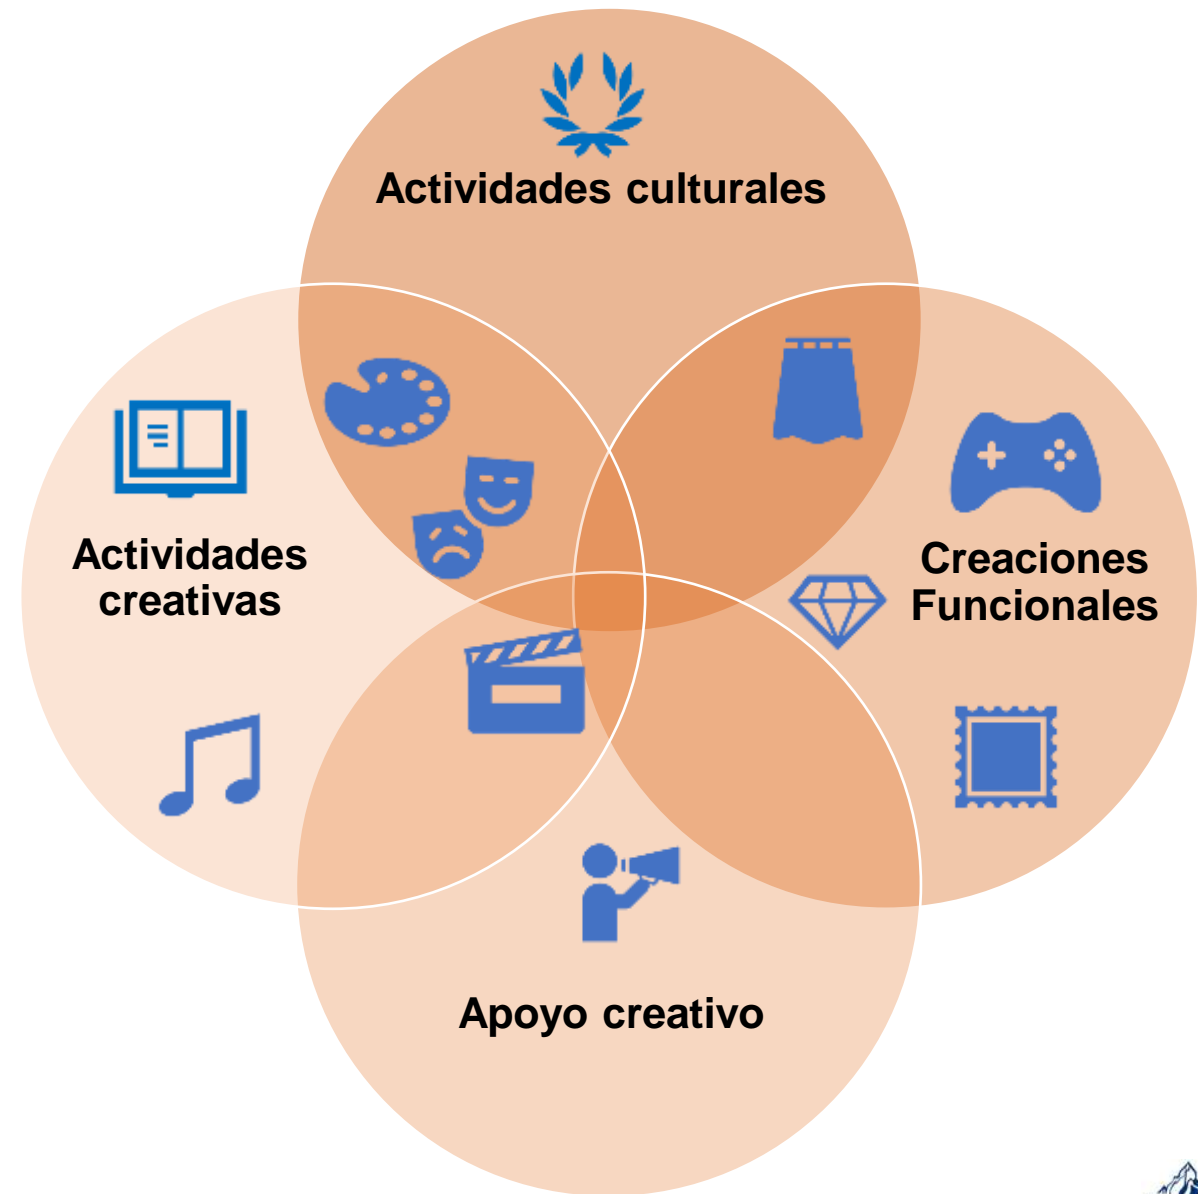 Actividades culturales
Actividades
creativas
Creaciones
Funcionales
Apoyo creativo